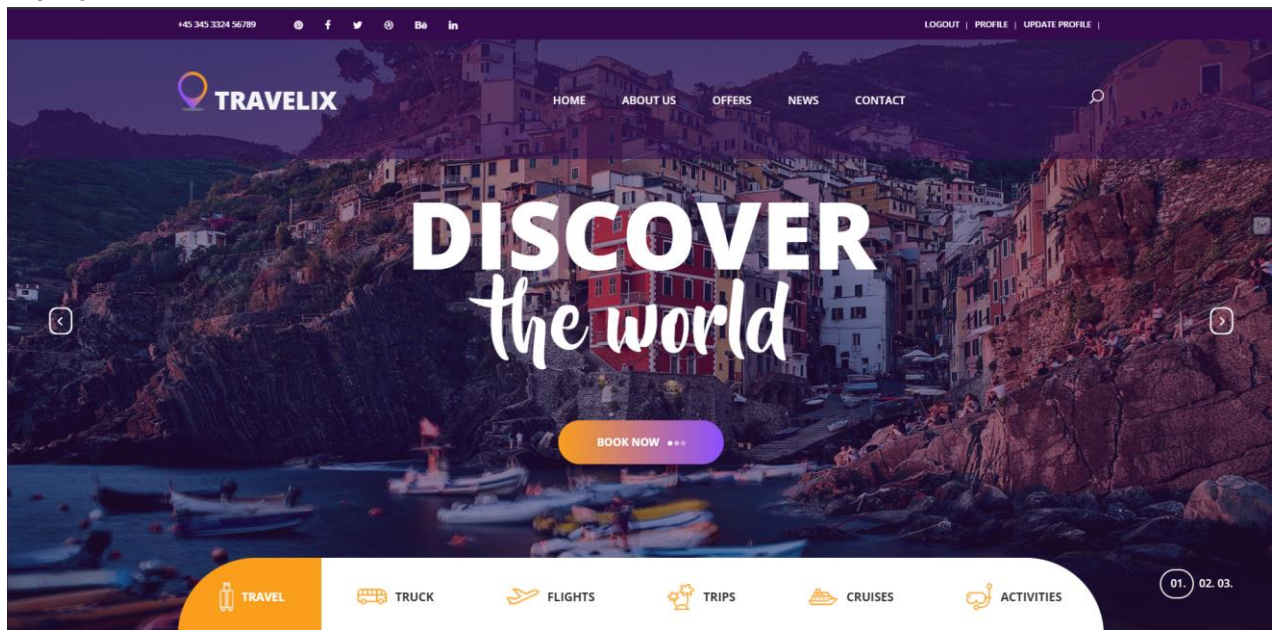 +45 345 3324 56789 Bē in LOGOUT | PROFILE | UPDATE PROFILE |
TRAVELIX HOME ABOUT US OFFERS NEWS CONTACT
DISCOVER
the world
BOOK NOW
TRAVEL TRUCK FLIGHTS TRIPS CRUISES ACTIVITIES 01. 02. 03.